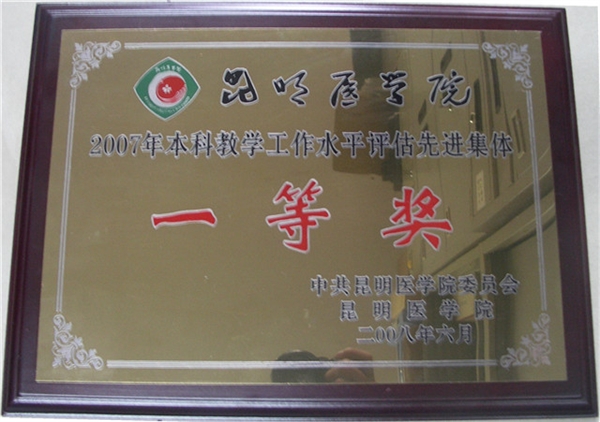 昆明医学院
2007年本科教学工作水平评估先进集体
一等奖
中共昆明医学院委员会
昆明医学院
二00八年六月